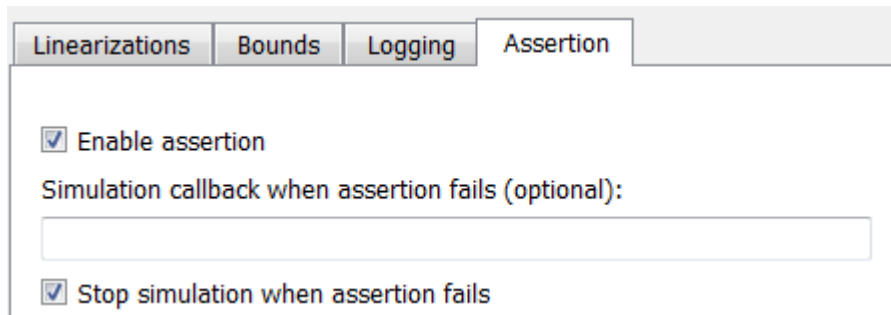 Linearizations Bounds Logging Assertion
Enable assertion
Simulation callback when assertion fails (optional):
Stop simulation when assertion fails